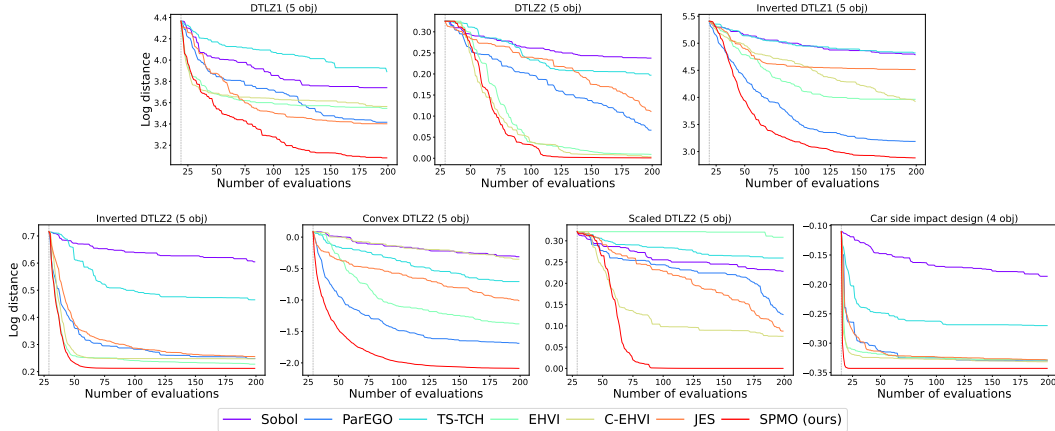 DTLZ1 (5 obj)
DTLZ2 (5 obj)
Inverted DTLZ1 (5 obj)
Log distance
4.4
4.2
4.0
3.8
3.6
3.4
3.2
0.30
0.25
0.20
0.15
0.10
0.05
0.00
5.5
5.0
4.5
4.0
3.5
3.0
25 50 75 100 125 150 175 200
25 50 75 100 125 150 175 200
25 50 75 100 125 150 175 200
Number of evaluations
Number of evaluations
Number of evaluations
Inverted DTLZ2 (5 obj)
Convex DTLZ2 (5 obj)
Scaled DTLZ2 (5 obj)
Car side impact design (4 obj)
Log distance
0.7
0.6
0.5
0.4
0.3
0.2
0.0
−0.5
−1.0
−1.5
−2.0
0.30
0.25
0.20
0.15
0.10
0.05
0.00
−0.10
−0.15
−0.20
−0.25
−0.30
−0.35
25 50 75 100 125 150 175 200
25 50 75 100 125 150 175 200
25 50 75 100 125 150 175 200
25 50 75 100 125 150 175 200
Number of evaluations
Number of evaluations
Number of evaluations
Number of evaluations
Sobol ParEGO TS-TCH EHVI C-EHVI JES SPMO (ours)